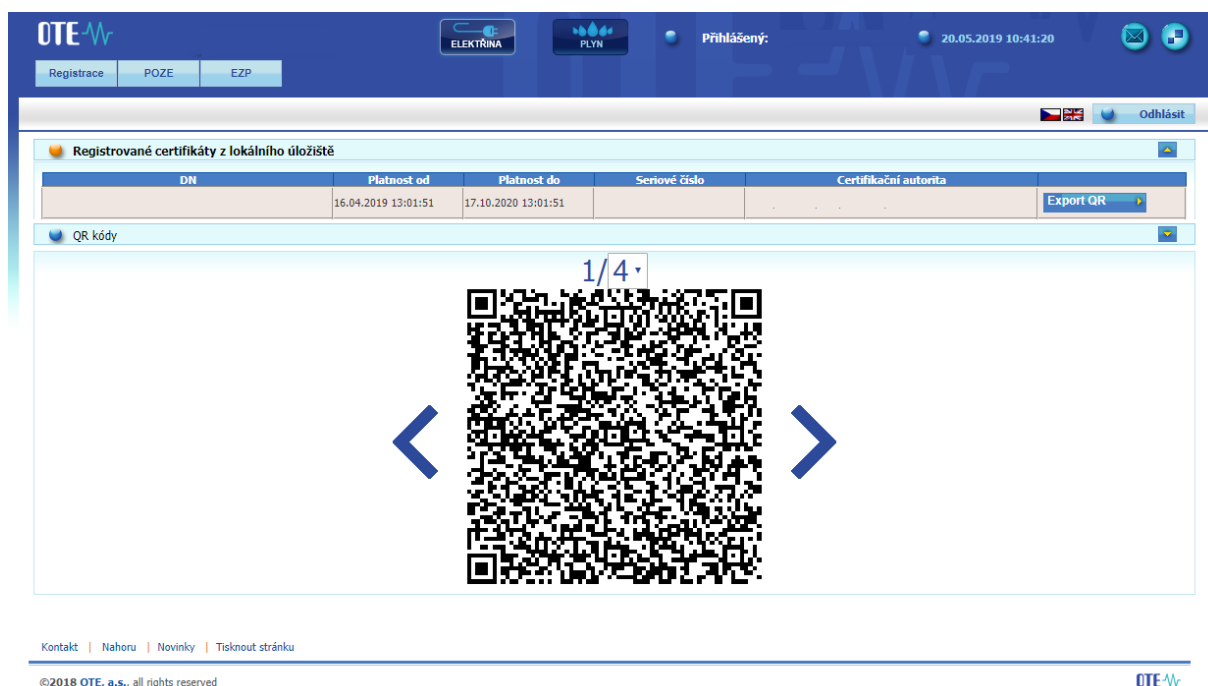 OTE
ELEKTŘINA
PLYN
Přihlášený:
20.05.2019 10:41:20
Registrace POZE EZP
Odhlásit
Registrované certifikáty z lokálního úložiště
DN Platnost od Platnost do Seriové číslo Certifikační autorita
16.04.2019 13:01:51 17.10.2020 13:01:51 Export QR
QR kódy
1/4
Kontakt | Nahoru | Novinky | Tisknout stránku
©2018 OTE, a.s., all rights reserved
OTE